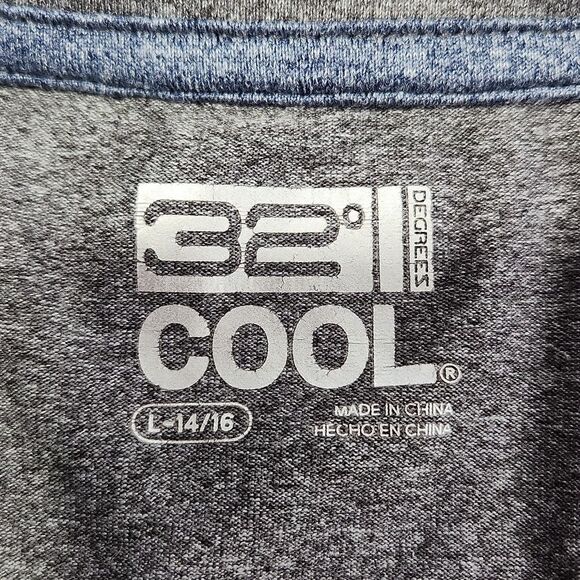 32° DEGREES
COOL®
L-14/16
MADE IN CHINA
HECHO EN CHINA